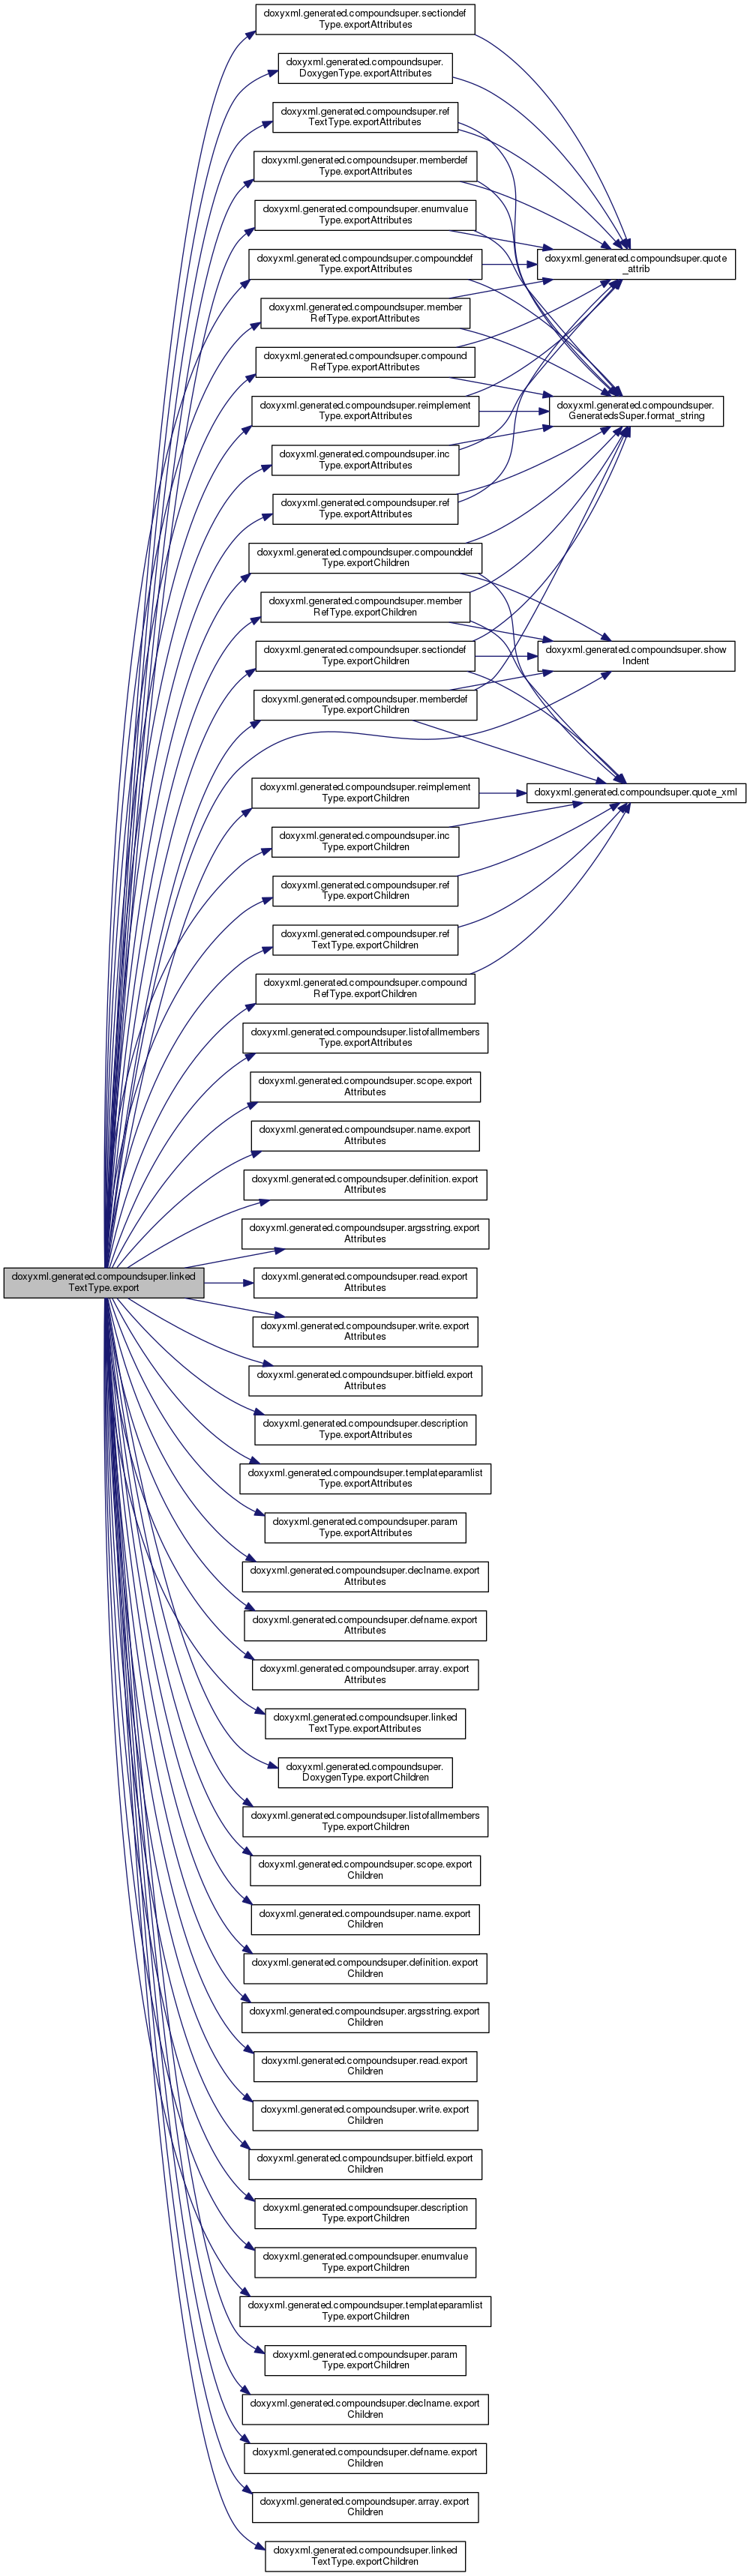 doxyxml.generated.compoundsuper.sectiondef
Type.exportAttributes
doxyxml.generated.compoundsuper.
DoxygenType.exportAttributes
doxyxml.generated.compoundsuper.ref
TextType.exportAttributes
doxyxml.generated.compoundsuper.memberdef
Type.exportAttributes
doxyxml.generated.compoundsuper.enumvalue
Type.exportAttributes
doxyxml.generated.compoundsuper.compounddef
Type.exportAttributes
doxyxml.generated.compoundsuper.quote
_attrib
doxyxml.generated.compoundsuper.member
RefType.exportAttributes
doxyxml.generated.compoundsuper.compound
RefType.exportAttributes
doxyxml.generated.compoundsuper.reimplement
Type.exportAttributes
doxyxml.generated.compoundsuper.
GeneratedsSuper.format_string
doxyxml.generated.compoundsuper.inc
Type.exportAttributes
doxyxml.generated.compoundsuper.ref
Type.exportAttributes
doxyxml.generated.compoundsuper.compounddef
Type.exportChildren
doxyxml.generated.compoundsuper.member
RefType.exportChildren
doxyxml.generated.compoundsuper.sectiondef
Type.exportChildren
doxyxml.generated.compoundsuper.show
Indent
doxyxml.generated.compoundsuper.memberdef
Type.exportChildren
doxyxml.generated.compoundsuper.reimplement
Type.exportChildren
doxyxml.generated.compoundsuper.quote_xml
doxyxml.generated.compoundsuper.inc
Type.exportChildren
doxyxml.generated.compoundsuper.ref
Type.exportChildren
doxyxml.generated.compoundsuper.ref
TextType.exportChildren
doxyxml.generated.compoundsuper.compound
RefType.exportChildren
doxyxml.generated.compoundsuper.listofallmembers
Type.exportAttributes
doxyxml.generated.compoundsuper.scope.export
Attributes
doxyxml.generated.compoundsuper.name.export
Attributes
doxyxml.generated.compoundsuper.definition.export
Attributes
doxyxml.generated.compoundsuper.argsstring.export
Attributes
doxyxml.generated.compoundsuper.linked
TextType.export
doxyxml.generated.compoundsuper.read.export
Attributes
doxyxml.generated.compoundsuper.write.export
Attributes
doxyxml.generated.compoundsuper.bitfield.export
Attributes
doxyxml.generated.compoundsuper.description
Type.exportAttributes
doxyxml.generated.compoundsuper.templateparamlist
Type.exportAttributes
doxyxml.generated.compoundsuper.param
Type.exportAttributes
doxyxml.generated.compoundsuper.declname.export
Attributes
doxyxml.generated.compoundsuper.defname.export
Attributes
doxyxml.generated.compoundsuper.array.export
Attributes
doxyxml.generated.compoundsuper.linked
TextType.exportAttributes
doxyxml.generated.compoundsuper.
DoxygenType.exportChildren
doxyxml.generated.compoundsuper.listofallmembers
Type.exportChildren
doxyxml.generated.compoundsuper.scope.export
Children
doxyxml.generated.compoundsuper.name.export
Children
doxyxml.generated.compoundsuper.definition.export
Children
doxyxml.generated.compoundsuper.argsstring.export
Children
doxyxml.generated.compoundsuper.read.export
Children
doxyxml.generated.compoundsuper.write.export
Children
doxyxml.generated.compoundsuper.bitfield.export
Children
doxyxml.generated.compoundsuper.description
Type.exportChildren
doxyxml.generated.compoundsuper.enumvalue
Type.exportChildren
doxyxml.generated.compoundsuper.templateparamlist
Type.exportChildren
doxyxml.generated.compoundsuper.param
Type.exportChildren
doxyxml.generated.compoundsuper.declname.export
Children
doxyxml.generated.compoundsuper.defname.export
Children
doxyxml.generated.compoundsuper.array.export
Children
doxyxml.generated.compoundsuper.linked
TextType.exportChildren